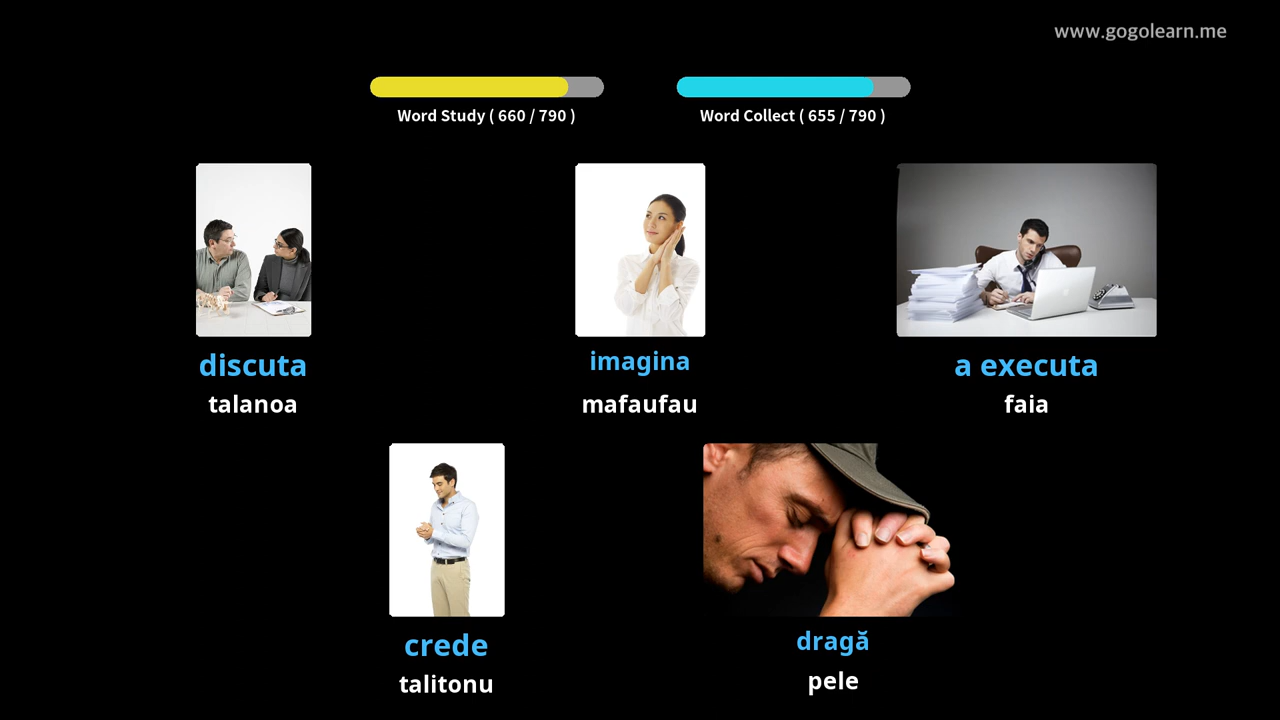 www.gogolearn.me
Word Study ( 660 / 790 )
Word Collect ( 655 / 790 )
discuta
talanoa
imagina
mafaufau
a executa
faia
crede
talitonu
dragă
pele